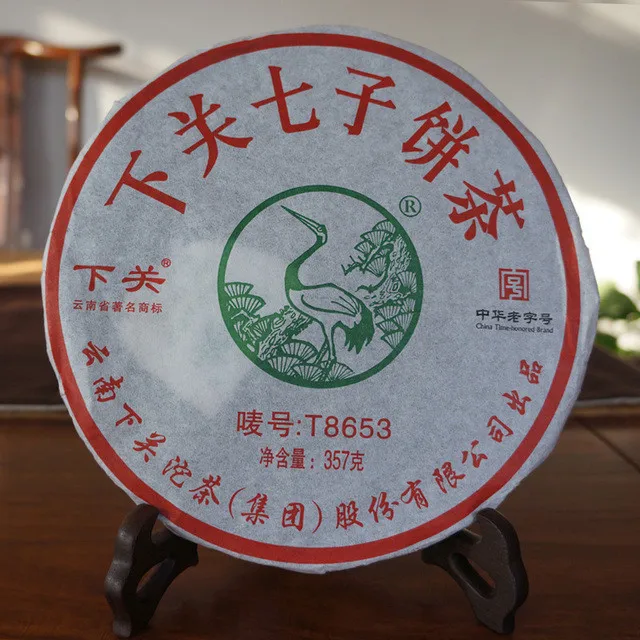 下关七子饼茶
®
下关®
云南省著名商标
中华老字号
China Time-honored Brand
唛号:T8653
净含量:357克
云南下关沱茶(集团)股份有限公司出品